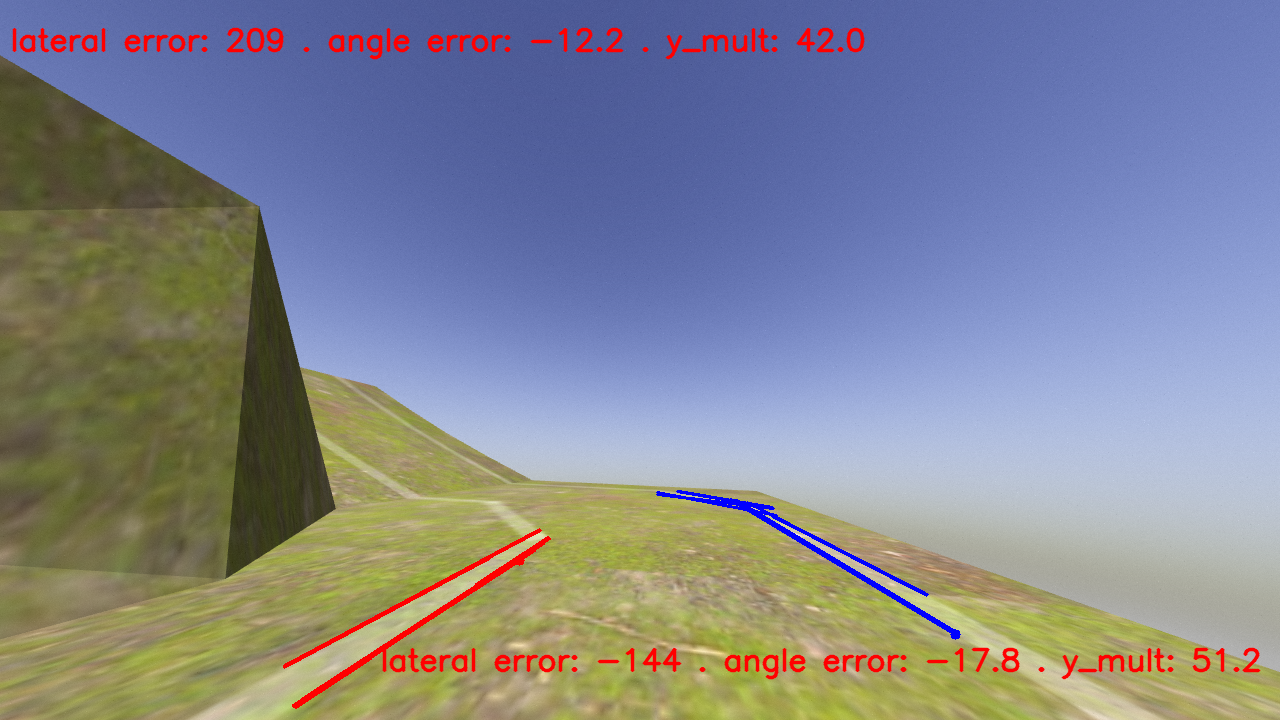 lateral error: 209 . angle error: -12.2 . y_mult: 42.0
lateral error: -144 . angle error: -17.8 . y_mult: 51.2